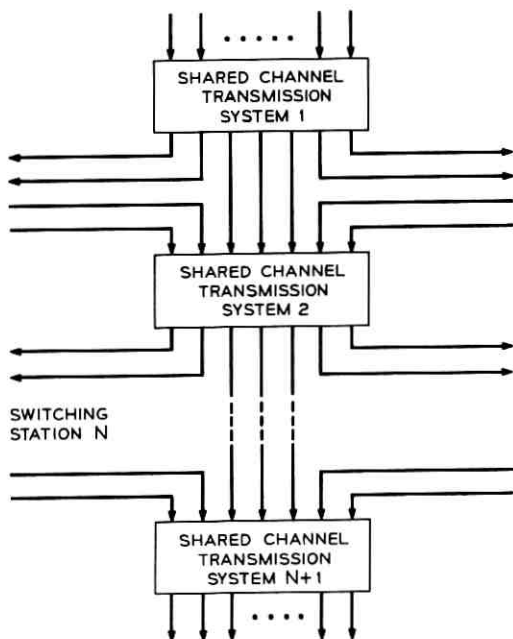 SHARED CHANNEL
TRANSMISSION
SYSTEM 1
SHARED CHANNEL
TRANSMISSION
SYSTEM 2
SWITCHING
STATION N
SHARED CHANNEL
TRANSMISSION
SYSTEM N+1